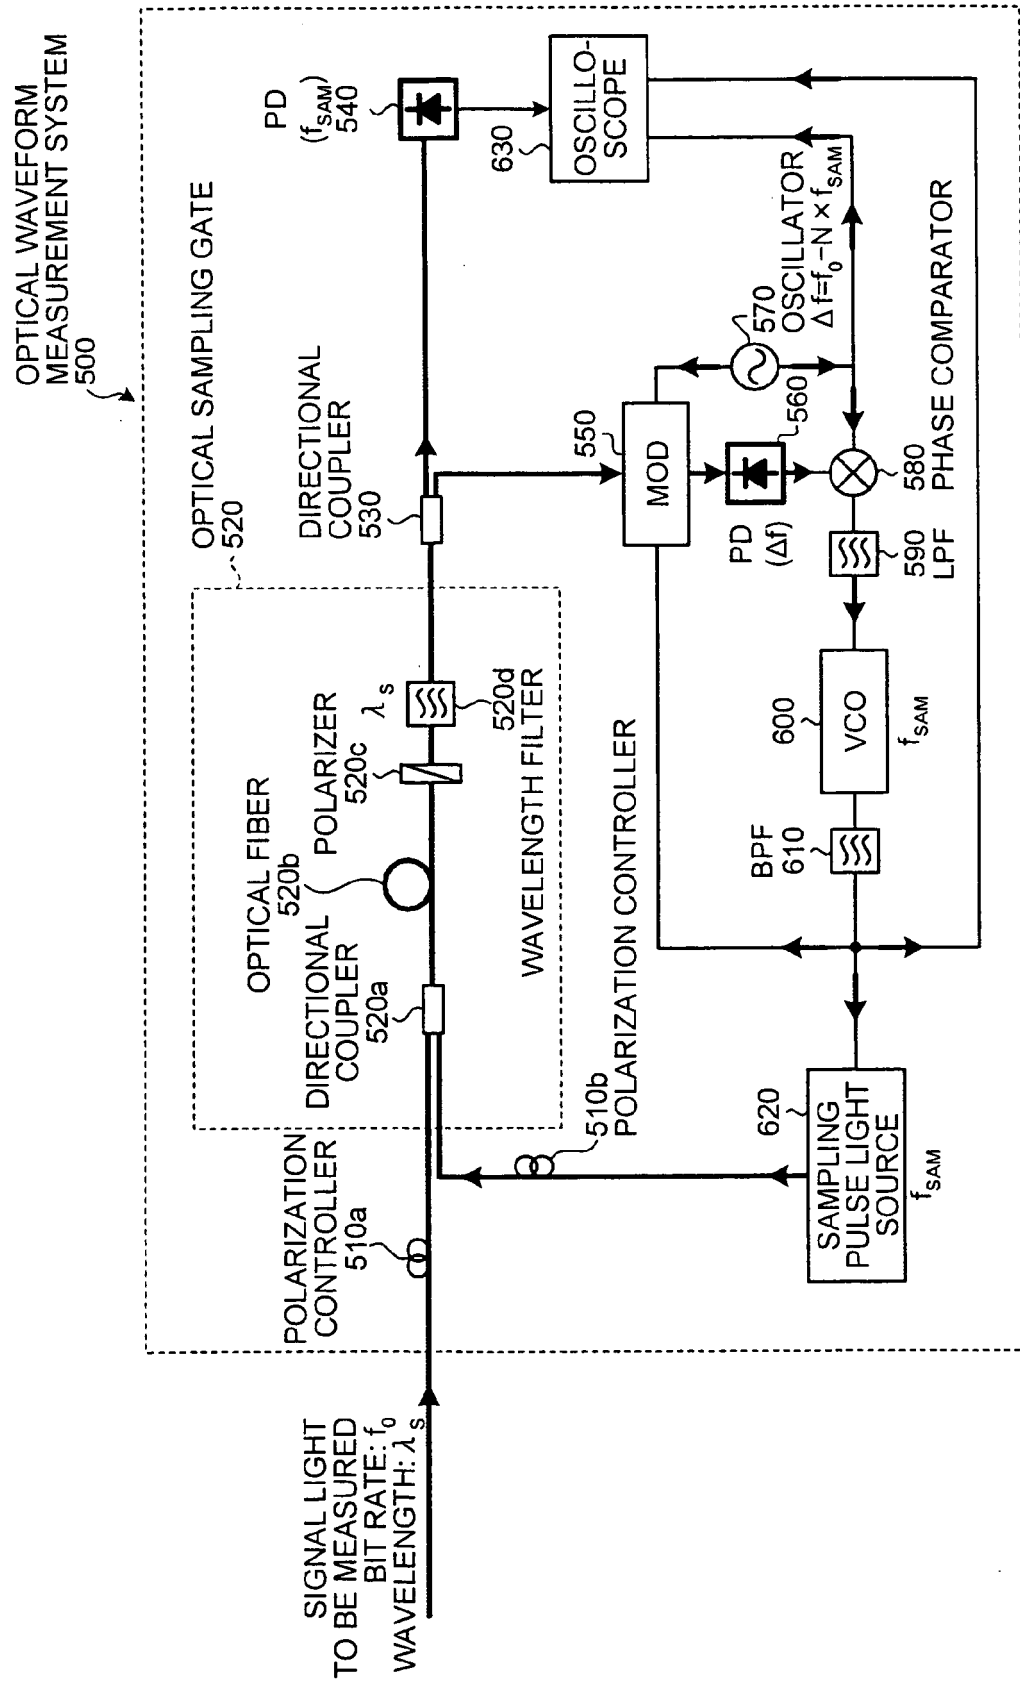 OPTICAL WAVEFORM
MEASUREMENT SYSTEM
500
OPTICAL SAMPLING GATE
520
SIGNAL LIGHT
TO BE MEASURED
BIT RATE: f0
WAVELENGTH: λs
POLARIZATION
CONTROLLER
510a
DIRECTIONAL
COUPLER
520a
OPTICAL FIBER
520b
POLARIZER
520c
λs
520d
WAVELENGTH FILTER
DIRECTIONAL
COUPLER
530
PD
(fSAM)
540
630
OSCILLO-
SCOPE
510b
POLARIZATION CONTROLLER
550
MOD
PD
(Δf)
560
570
OSCILLATOR
Δf=f0-N×fSAM
580
PHASE COMPARATOR
590
LPF
600
VCO
fSAM
BPF
610
620
SAMPLING
PULSE LIGHT
SOURCE
fSAM